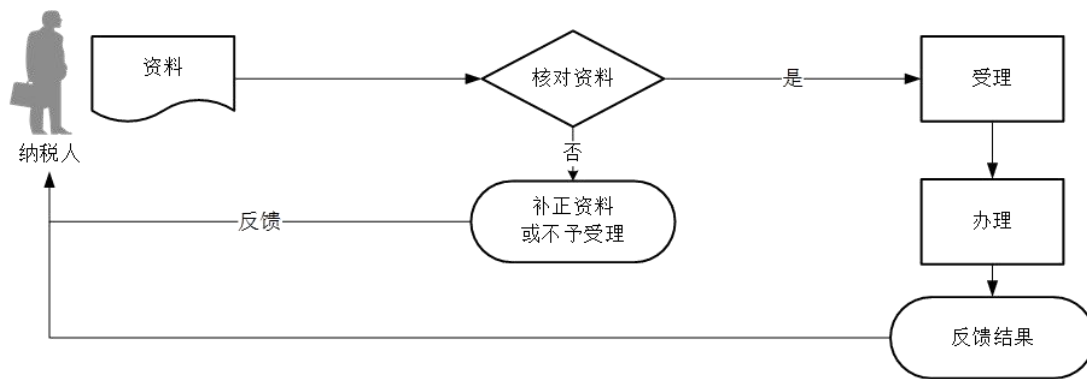 资料
核对资料
是
受理
纳税人
否
补正资料
或不予受理
反馈
办理
反馈结果